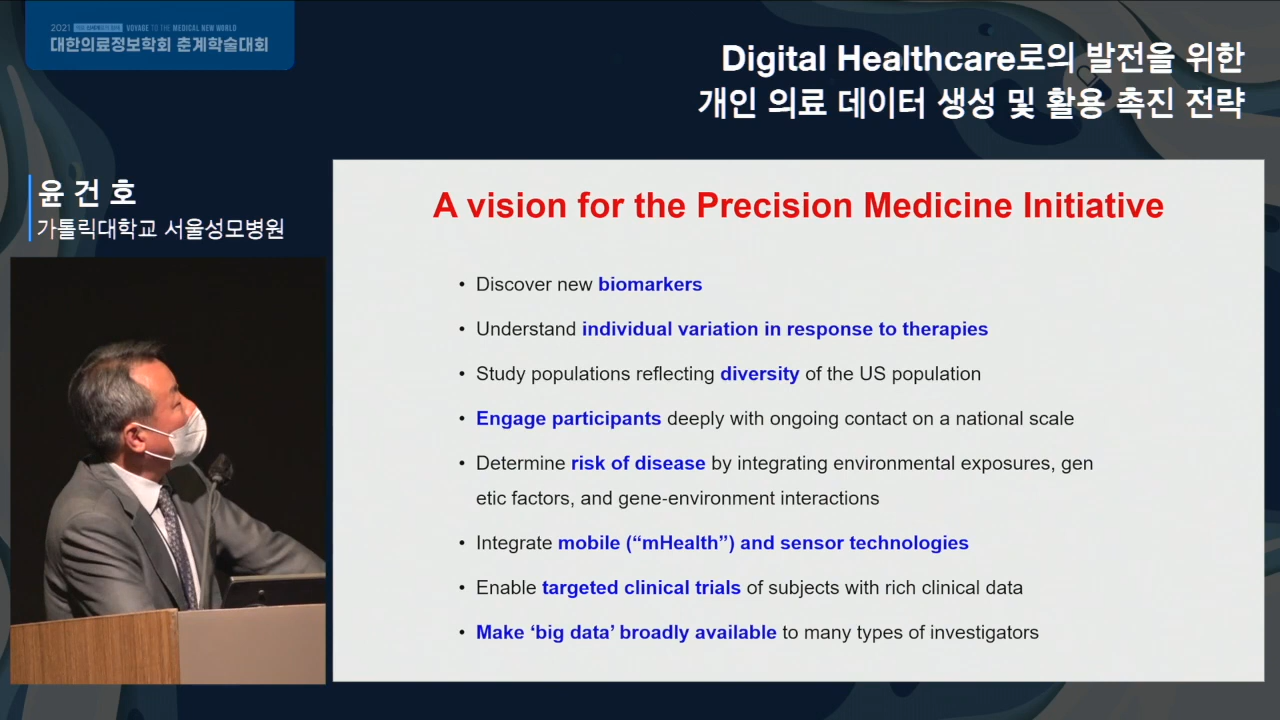 2021 VOYAGE TO THE MEDICAL NEW WORLD
대한의료정보학회 춘계학술대회
Digital Healthcare로의 발전을 위한
개인 의료 데이터 생성 및 활용 촉진 전략
윤 건 호
가톨릭대학교 서울성모병원
A vision for the Precision Medicine Initiative
• Discover new biomarkers
• Understand individual variation in response to therapies
• Study populations reflecting diversity of the US population
• Engage participants deeply with ongoing contact on a national scale
• Determine risk of disease by integrating environmental exposures, gen
etic factors, and gene-environment interactions
• Integrate mobile (“mHealth”) and sensor technologies
• Enable targeted clinical trials of subjects with rich clinical data
• Make ‘big data’ broadly available to many types of investigators